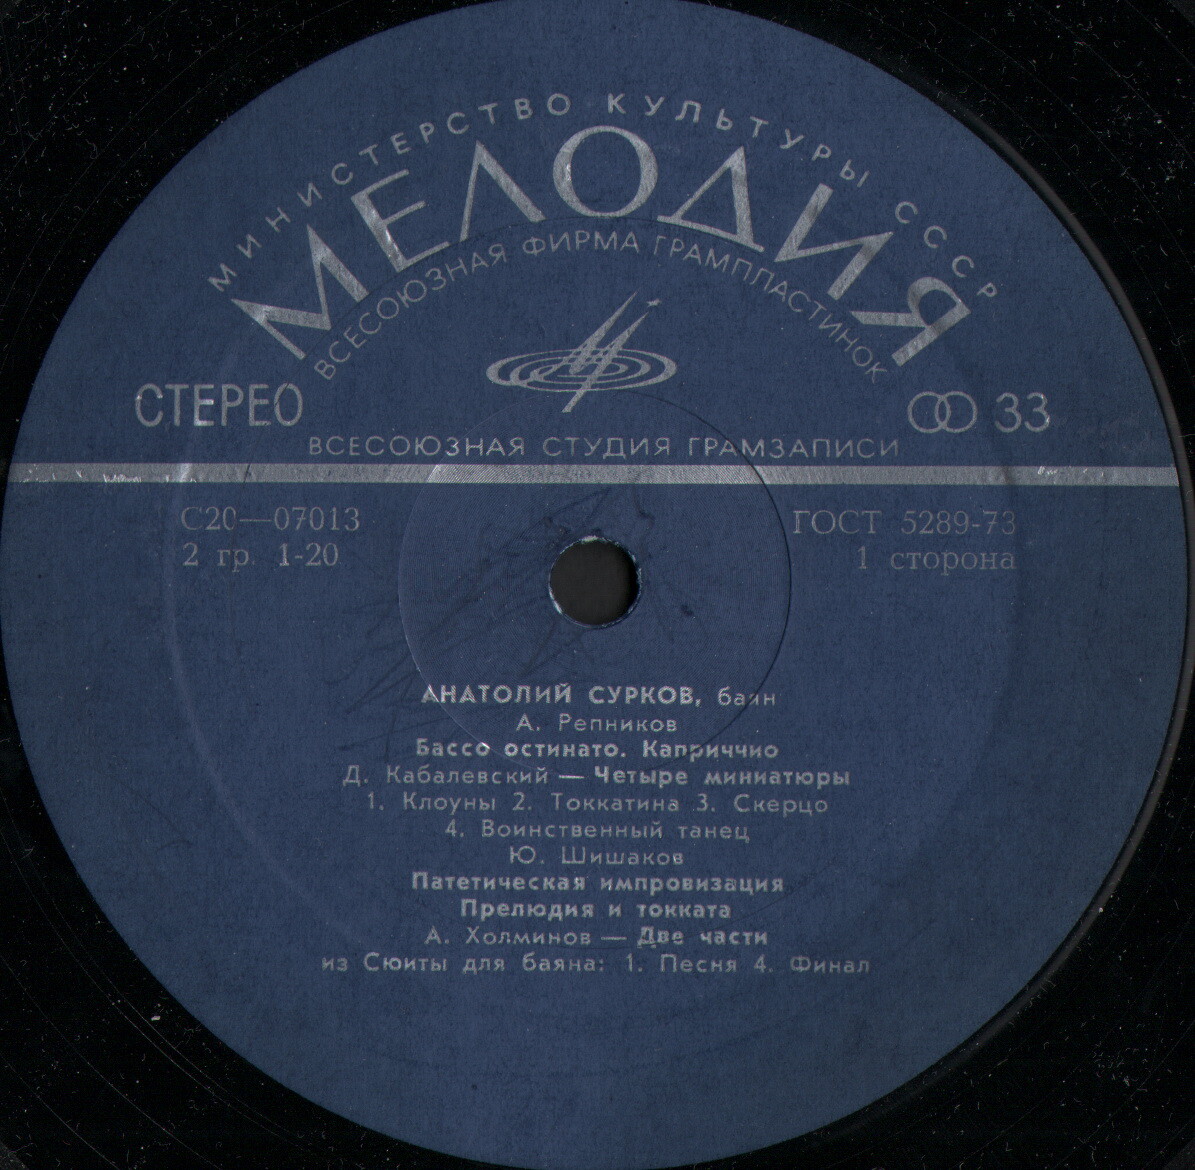 МИНИСТЕРСТВО КУЛЬТУРЫ СССР
МЕЛОДИЯ
ВСЕСОЮЗНАЯ ФИРМА ГРАМПЛАСТИНОК
СТЕРЕО
33
ВСЕСОЮЗНАЯ СТУДИЯ ГРАМЗАПИСИ
С20—07013
ГОСТ 5289-73
2 гр. 1-20
1 сторона
АНАТОЛИЙ СУРКОВ, баян
А. Репников
Бассо остинато. Каприччио
Д. Кабалевский — Четыре миниатюры
1. Клоуны 2. Токкатина 3. Скерцо
4. Воинственный танец
Ю. Шишаков
Патетическая импровизация
Прелюдия и токката
А. Холминов — Две части
из Сюиты для баяна: 1. Песня 4. Финал